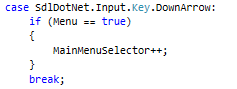 case SdlDotNet.Input.Key.DownArrow:
    if (Menu == true)
    {
        MainMenuSelector++;
    }
    break;